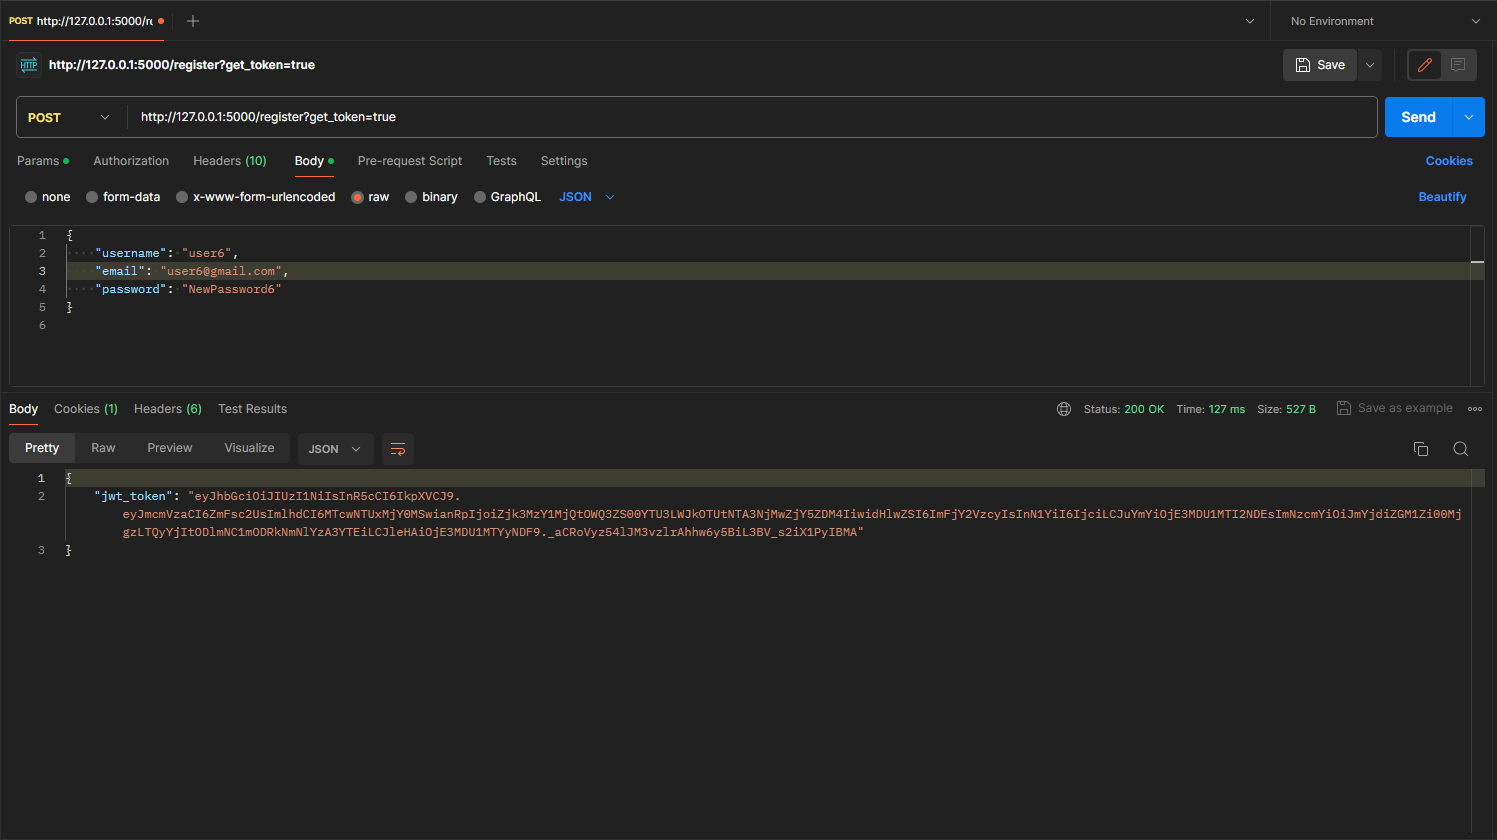 POST http://127.0.0.1:5000/re
No Environment
HTTP http://127.0.0.1:5000/register?get_token=true
Save
POST http://127.0.0.1:5000/register?get_token=true
Send
Params Authorization Headers (10) Body Pre-request Script Tests Settings Cookies
none form-data x-www-form-urlencoded raw binary GraphQL JSON Beautify
1 {
2 "username": "user6",
3 "email": "user6@gmail.com",
4 "password": "NewPassword6"
5 }
6
Body Cookies (1) Headers (6) Test Results Status: 200 OK Time: 127 ms Size: 527 B Save as example
Pretty Raw Preview Visualize JSON
1 {
2 "jwt_token": "eyJhbGciOiJIUzI1NiIsInR5cCI6IkpXVCJ9.
eyJmcmVzaCI6ZmFsc2UsImlhdCI6MTcwNTUxMjY0MSwianRpIjoiZjk3MzY1MjQtOWQ3ZS00YTU3LWJkOTUtNTA3NjMwZjY5ZDM4IiwidHlwZSI6ImFjY2VzcyIsInN1YiI6IjciLCJuYmYiOjE3MDU1MTI2NDEsImNzcmYiOiJmYjdiZGM1Zi00Mj
gzLTQyYjItODlmNC1mODRkNmNlYzA3YTEiLCJleHAiOjE3MDU1MTYyNDF9._aCRoVyz54lJM3vzlrAhhw6y5BiL3BV_s2iX1PyIBMA"
3 }